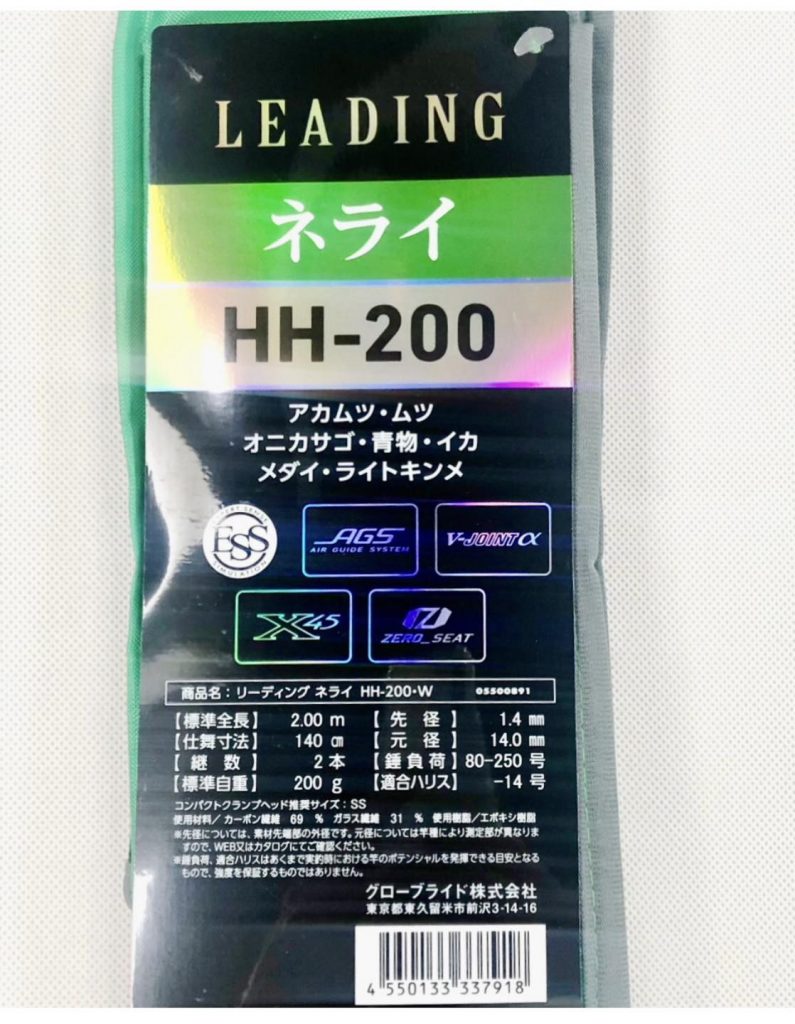 LEADING
ネライ
HH-200
アカムツ・ムツ
オニカサゴ・青物・イカ
メダイ・ライトキンメ
EXPERT SENSE
ESS
SIMULATION
AGS
AIR GUIDE SYSTEM
V-JOINT α
X45
ZERO_SEAT
商品名：リーディング ネライ HH-200・W 05500891
【標準全長】 2.00 m 【先 径】 1.4 ㎜
【仕舞寸法】 140 ㎝ 【元 径】 14.0 ㎜
【継 数】 2 本 【錘負荷】 80-250 号
【標準自重】 200 g 【適合ハリス】 -14 号
コンパクトクランプヘッド推奨サイズ：SS
使用材料／カーボン繊維 69 % ガラス繊維 31 % 使用樹脂／エポキシ樹脂
※先径については、素材先端部の外径です。元径については竿種により測定部が異なりま
すので、WEB又はカタログにてご確認ください。
※錘負荷、適合ハリスはあくまで実釣時における竿のポテンシャルを発揮できる目安となる
もので、強度を保証するものではありません。
グローブライド株式会社
東京都東久留米市前沢3-14-16
4 550133 337918